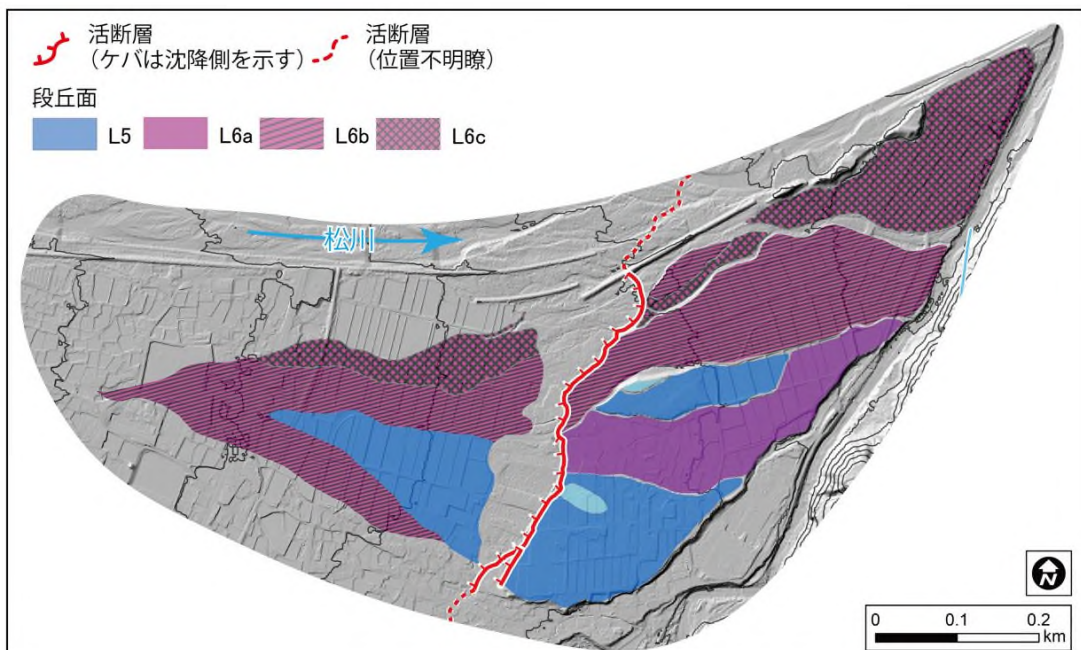 活断層
(ケバは沈降側を示す)
活断層
(位置不明瞭)
段丘面
L5
L6a
L6b
L6c
松川
N
0 0.1 0.2
km